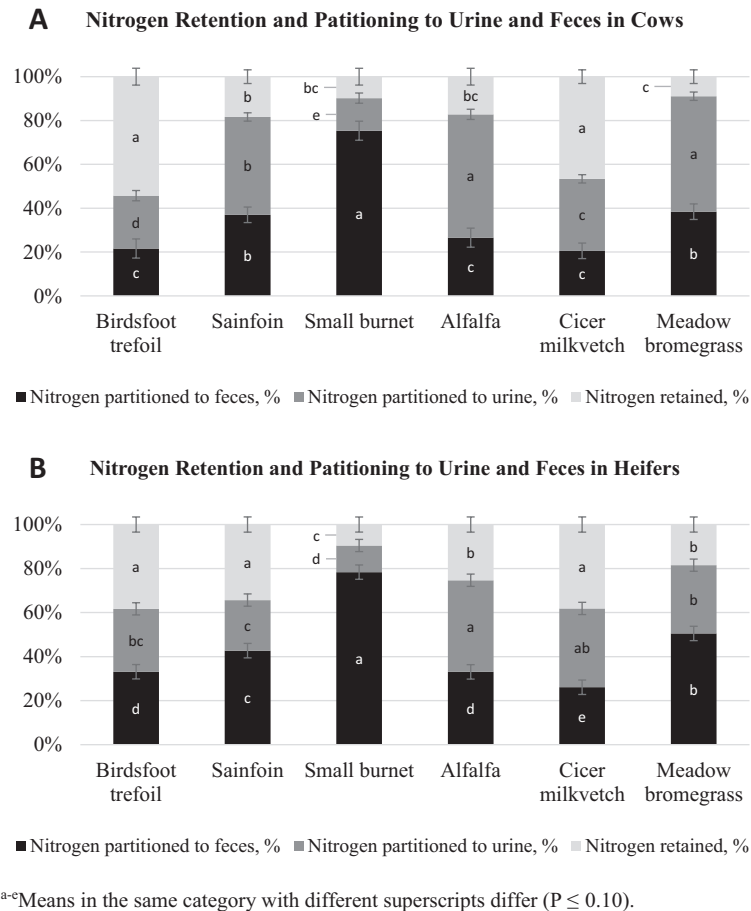 A Nitrogen Retention and Patitioning to Urine and Feces in Cows
100%
80%
60%
40%
20%
0%
a
d
c
b
b
b
bc
e
a
bc
a
c
a
c
c
c
a
b
Birdsfoot trefoil
Sainfoin
Small burnet
Alfalfa
Cicer milkvetch
Meadow bromegrass
Nitrogen partitioned to feces, % Nitrogen partitioned to urine, % Nitrogen retained, %
B Nitrogen Retention and Patitioning to Urine and Feces in Heifers
100%
80%
60%
40%
20%
0%
a
bc
d
a
c
c
c
d
a
b
a
d
a
ab
e
b
b
b
Birdsfoot trefoil
Sainfoin
Small burnet
Alfalfa
Cicer milkvetch
Meadow bromegrass
Nitrogen partitioned to feces, % Nitrogen partitioned to urine, % Nitrogen retained, %
a-eMeans in the same category with different superscripts differ (P ≤ 0.10).